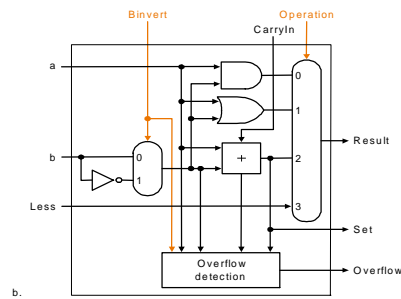 Binvert
Operation
CarryIn
a
0
1
Result
b
0
+
2
1
Less
3
Set
Overflow
detection
Overflow
b.